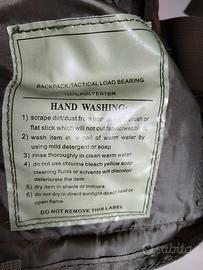 BACKPACK:TACTICAL LOAD BEARING
100%POLYESTER
HAND WASHING:
1) scrape dirt/dust from item with brush or
flat stick which will not cut fabric/webbing
2) wash item in a pail of warm water by
using mild detergent or soap
3) rinse thoroughly in clean warm water
4) do not use chlorine bleach yellow soap
cleaning fluids or solvents will discolor/
deteriorate the item
5) dry item in shade or indoors
6) do not dry in direct sunlight direct heat or
open flame
DO NOT REMOVE THIS LABEL
subito